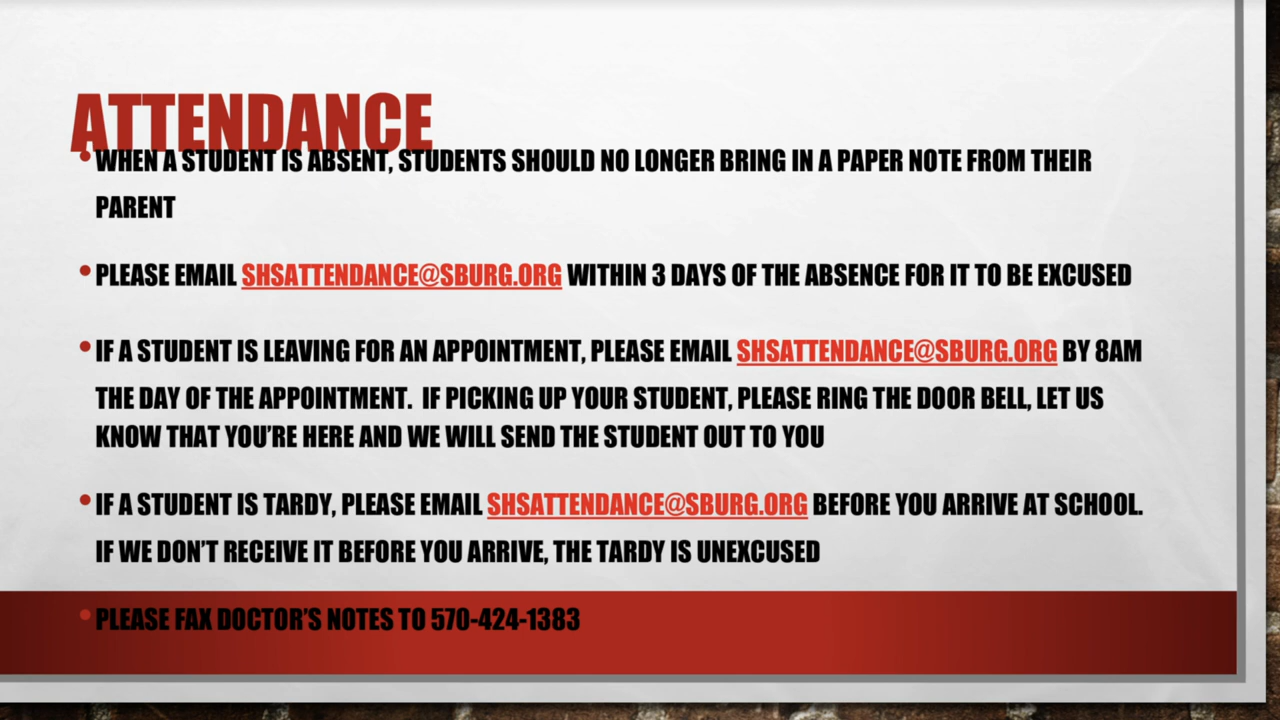 ATTENDANCE
• WHEN A STUDENT IS ABSENT, STUDENTS SHOULD NO LONGER BRING IN A PAPER NOTE FROM THEIR
PARENT
• PLEASE EMAIL SHSATTENDANCE@SBURG.ORG WITHIN 3 DAYS OF THE ABSENCE FOR IT TO BE EXCUSED
• IF A STUDENT IS LEAVING FOR AN APPOINTMENT, PLEASE EMAIL SHSATTENDANCE@SBURG.ORG BY 8AM
THE DAY OF THE APPOINTMENT.  IF PICKING UP YOUR STUDENT, PLEASE RING THE DOOR BELL, LET US
KNOW THAT YOU'RE HERE AND WE WILL SEND THE STUDENT OUT TO YOU
• IF A STUDENT IS TARDY, PLEASE EMAIL SHSATTENDANCE@SBURG.ORG BEFORE YOU ARRIVE AT SCHOOL.
IF WE DON'T RECEIVE IT BEFORE YOU ARRIVE, THE TARDY IS UNEXCUSED
• PLEASE FAX DOCTOR'S NOTES TO 570-424-1383